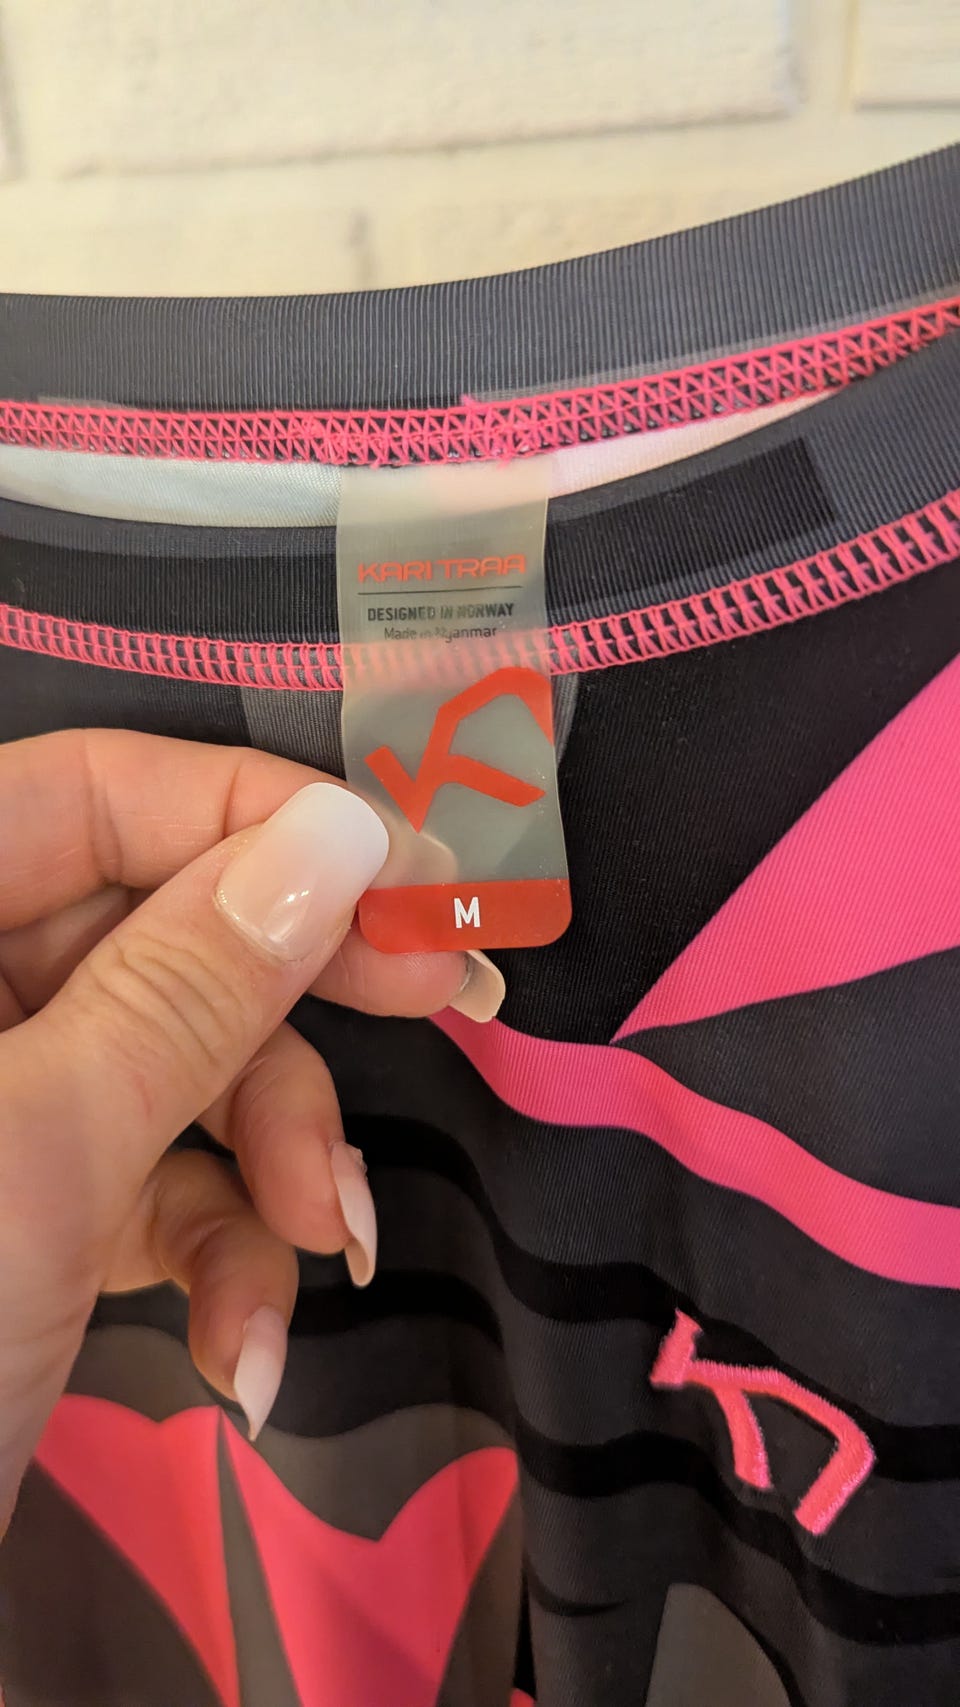 KARI TRAA
DESIGNED IN NORWAY
Made in Myanmar
M